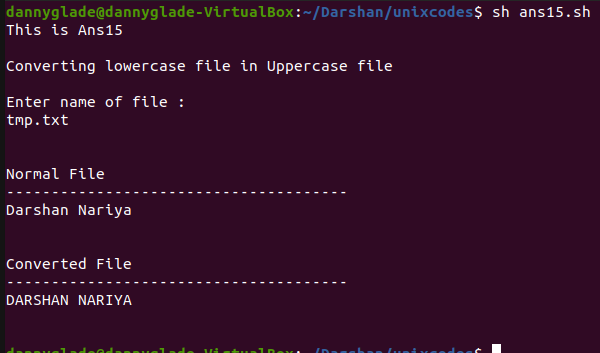 dannyglade@dannyglade-VirtualBox:~/Darshan/unixcodes$ sh ans15.sh
This is Ans15
Converting lowercase file in Uppercase file
Enter name of file :
tmp.txt
Normal File
--------------------------------------
Darshan Nariya
Converted File
--------------------------------------
DARSHAN NARIYA
dannyglade@dannyglade-VirtualBox:~/Darshan/unixcodes$